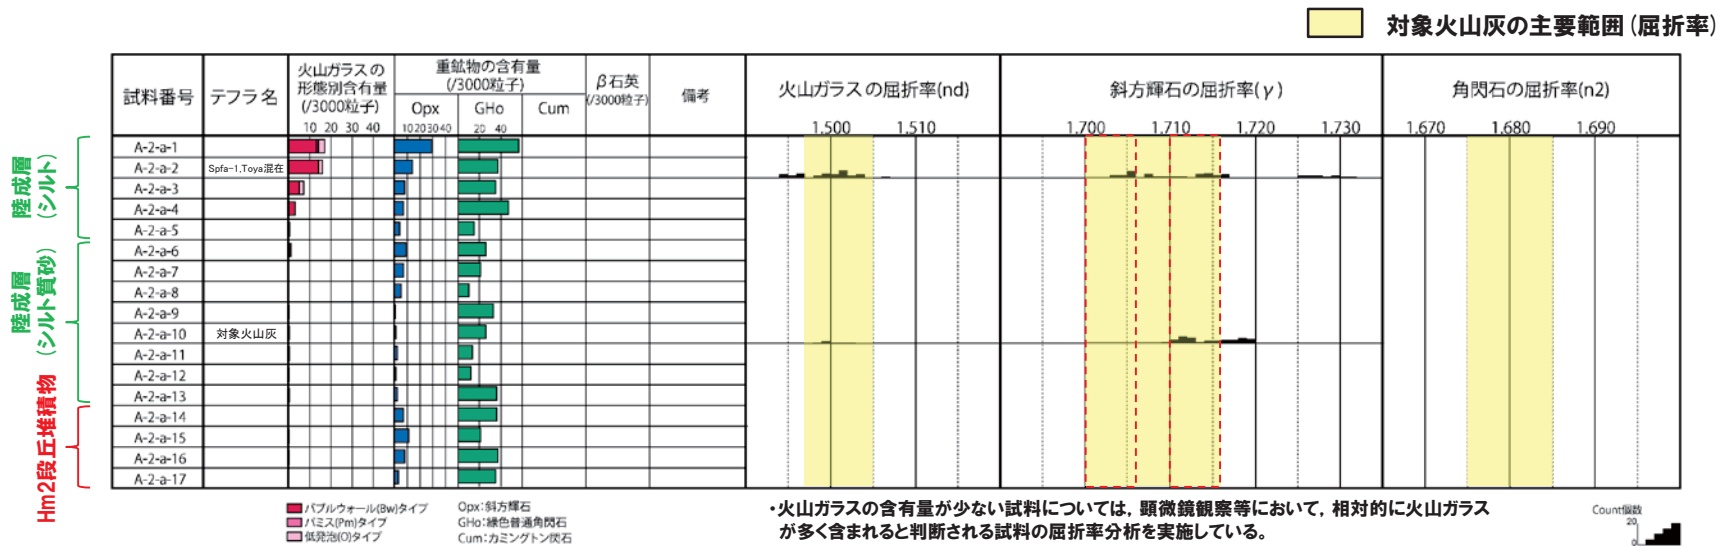 対象火山灰の主要範囲(屈折率)
試料番号
テフラ名
火山ガラスの
形態別含有量
(/3000粒子)
10 20 30 40
重鉱物の含有量
(/3000粒子)
Opx
GHo
Cum
10 20 30 40
20 40
β石英
(/3000粒子)
備考
火山ガラスの屈折率(nd)
1,500 1,510
斜方輝石の屈折率(γ)
1,700 1,710 1,720 1,730
角閃石の屈折率(n2)
1,670 1,680 1,690
陸成層
(シルト)
陸成層
(シルト質砂)
Hm2段丘堆積物
A-2-a-1
A-2-a-2 Spfa-1,Toya混在
A-2-a-3
A-2-a-4
A-2-a-5
A-2-a-6
A-2-a-7
A-2-a-8
A-2-a-9
A-2-a-10 対象火山灰
A-2-a-11
A-2-a-12
A-2-a-13
A-2-a-14
A-2-a-15
A-2-a-16
A-2-a-17
バブルウォール(Bw)タイプ
パミス(Pm)タイプ
低発泡(O)タイプ
Opx:斜方輝石
GHo:緑色普通角閃石
Cum:カミングトン閃石
・火山ガラスの含有量が少ない試料については,顕微鏡観察等において,相対的に火山ガラス
が多く含まれると判断される試料の屈折率分析を実施している。
Count個数
20
0